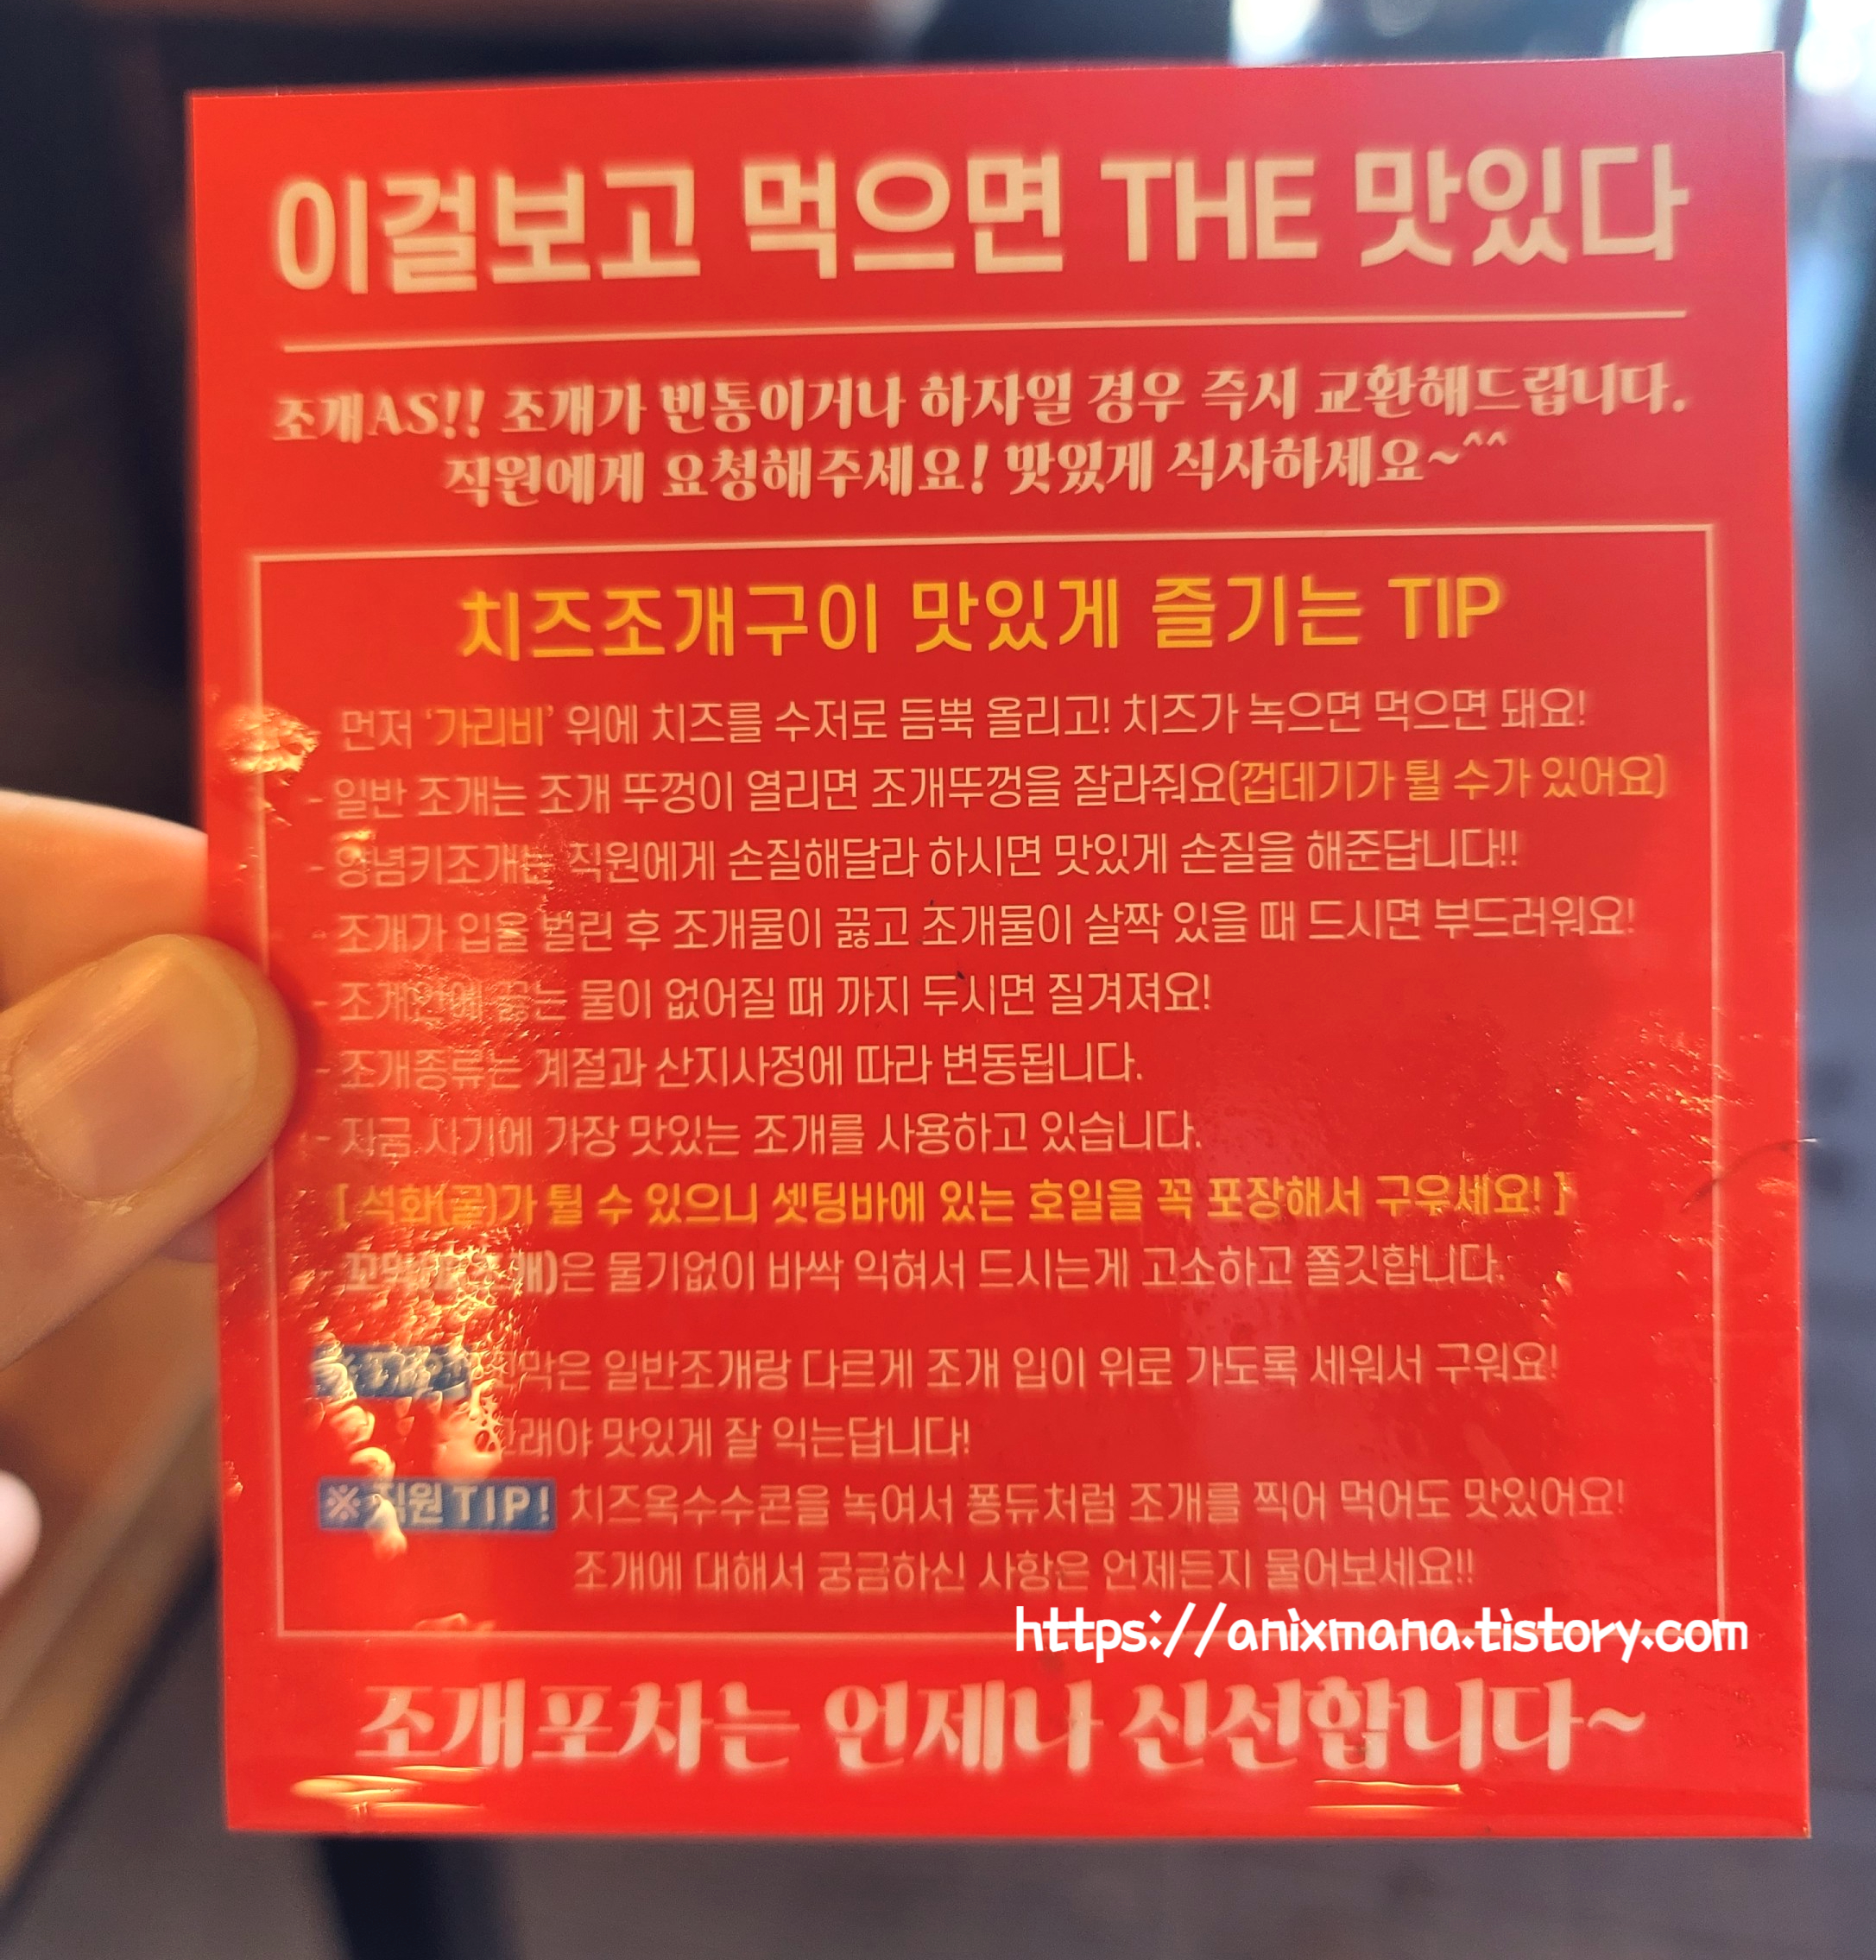 이걸보고 먹으면 THE 맛있다
조개AS!! 조개가 빈통이거나 하자일 경우 즉시 교환해드립니다.
직원에게 요청해주세요! 맛있게 식사하세요~^^
치즈조개구이 맛있게 즐기는 TIP
- 먼저 '가리비' 위에 치즈를 수저로 듬뿍 올리고! 치즈가 녹으면 먹으면 돼요!
- 일반 조개는 조개 뚜껑이 열리면 조개뚜껑을 잘라줘요(껍데기가 튈 수가 있어요)
- 양념키조개는 직원에게 손질해달라 하시면 맛있게 손질을 해준답니다!!
- 조개가 입을 벌린 후 조개물이 끓고 조개물이 살짝 있을 때 드시면 부드러워요!
- 조개안에 끓는 물이 없어질 때 까지 두시면 질겨져요!
- 조개종류는 계절과 산지사정에 따라 변동됩니다.
- 지금 시기에 가장 맛있는 조개를 사용하고 있습니다.
[ 석화(굴)가 튈 수 있으니 셋팅바에 있는 호일을 꼭 포장해서 구우세요! ]
물기없이 바싹 익혀서 드시는게 고소하고 쫄깃합니다.
일반조개랑 다르게 조개 입이 위로 가도록 세워서 구워요!
맛있게 잘 익는답니다!
※직원TIP! 치즈옥수수콘을 녹여서 퐁듀처럼 조개를 찍어 먹어도 맛있어요!
조개에 대해서 궁금하신 사항은 언제든지 물어보세요!!
https://anixmana.tistory.com
조개포차는 언제나 신선합니다~